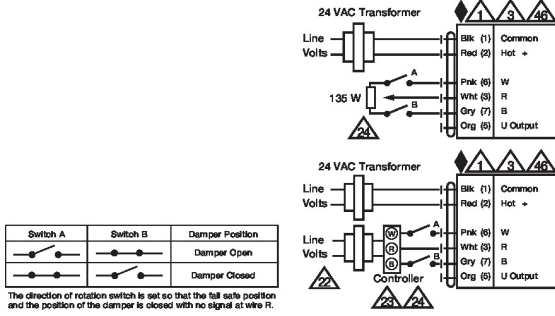 24 VAC Transformer
1 3 46
Line
Volts
Blk (1) Common
Red (2) Hot +
A
Pnk (6) W
135 W
Wht (3) R
B
Gry (7) B
24
Org (5) U Output
24 VAC Transformer
1 3 46
Line
Volts
Blk (1) Common
Red (2) Hot +
A
W
Pnk (6) W
Line
Volts
R
Wht (3) R
B
B
Gry (7) B
22
Controller
Org (5) U Output
23 24
Switch A Switch B Damper Position
Damper Open
Damper Closed
The direction of rotation switch is set so that the fail safe position
and the position of the damper is closed with no signal at wire R.